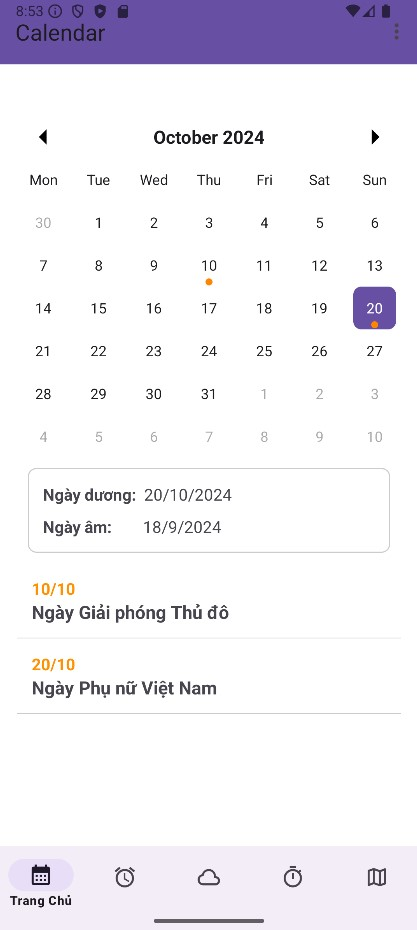 8:53
Calendar
October 2024
Mon Tue Wed Thu Fri Sat Sun
30 1 2 3 4 5 6
7 8 9 10 11 12 13
14 15 16 17 18 19 20
21 22 23 24 25 26 27
28 29 30 31 1 2 3
4 5 6 7 8 9 10
Ngày dương: 20/10/2024
Ngày âm: 18/9/2024
10/10
Ngày Giải phóng Thủ đô
20/10
Ngày Phụ nữ Việt Nam
Trang Chủ